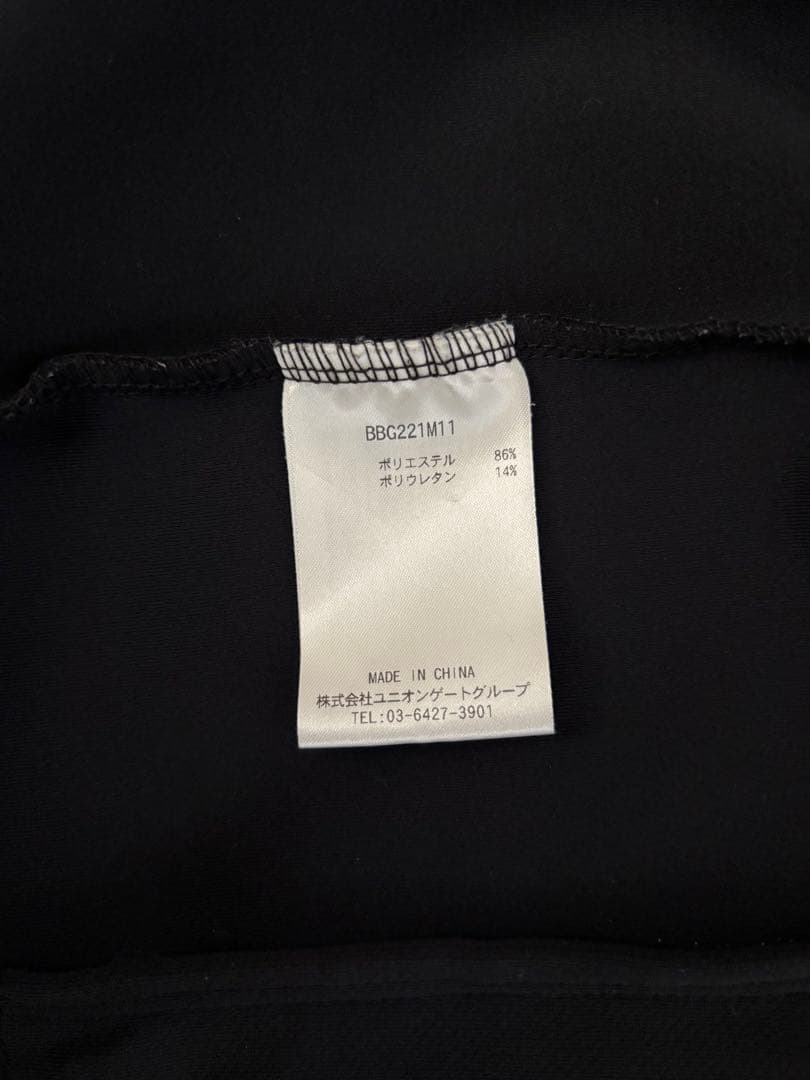 BBG221M11
ポリエステル 86%
ポリウレタン 14%
MADE IN CHINA
株式会社ユニオンゲートグループ
TEL:03-6427-3901